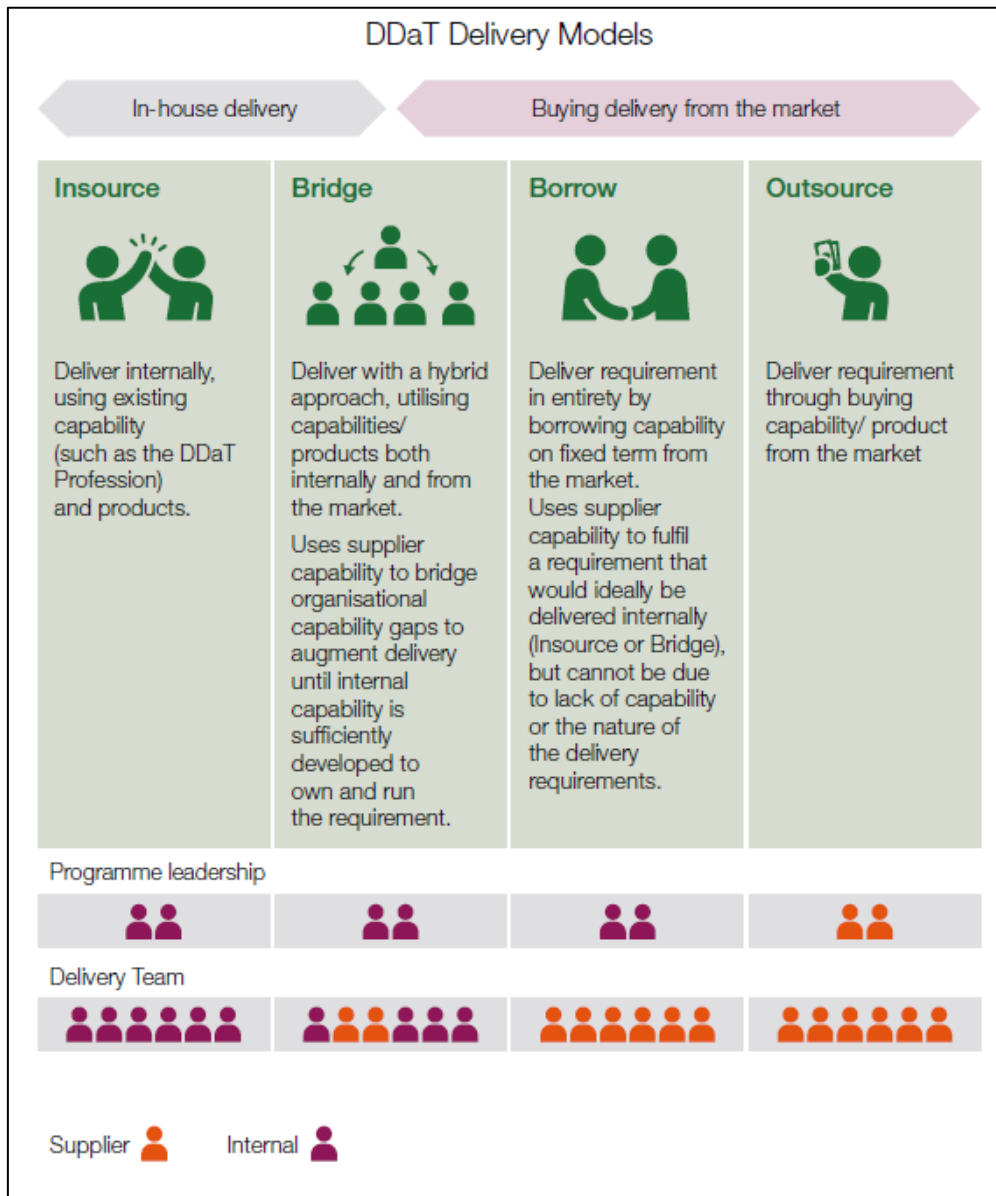 DDaT Delivery Models
In-house delivery
Buying delivery from the market
Insource
Deliver internally,
using existing
capability
(such as the DDaT
Profession)
and products.
Bridge
Deliver with a hybrid
approach, utilising
capabilities/
products both
internally and from
the market.
Uses supplier
capability to bridge
organisational
capability gaps to
augment delivery
until internal
capability is
sufficiently
developed to
own and run
the requirement.
Borrow
Deliver requirement
in entirety by
borrowing capability
on fixed term from
the market.
Uses supplier
capability to fulfil
a requirement that
would ideally be
delivered internally
(Insource or Bridge),
but cannot be due
to lack of capability
or the nature of
the delivery
requirements.
Outsource
Deliver requirement
through buying
capability/ product
from the market
Programme leadership
Delivery Team
Supplier
Internal